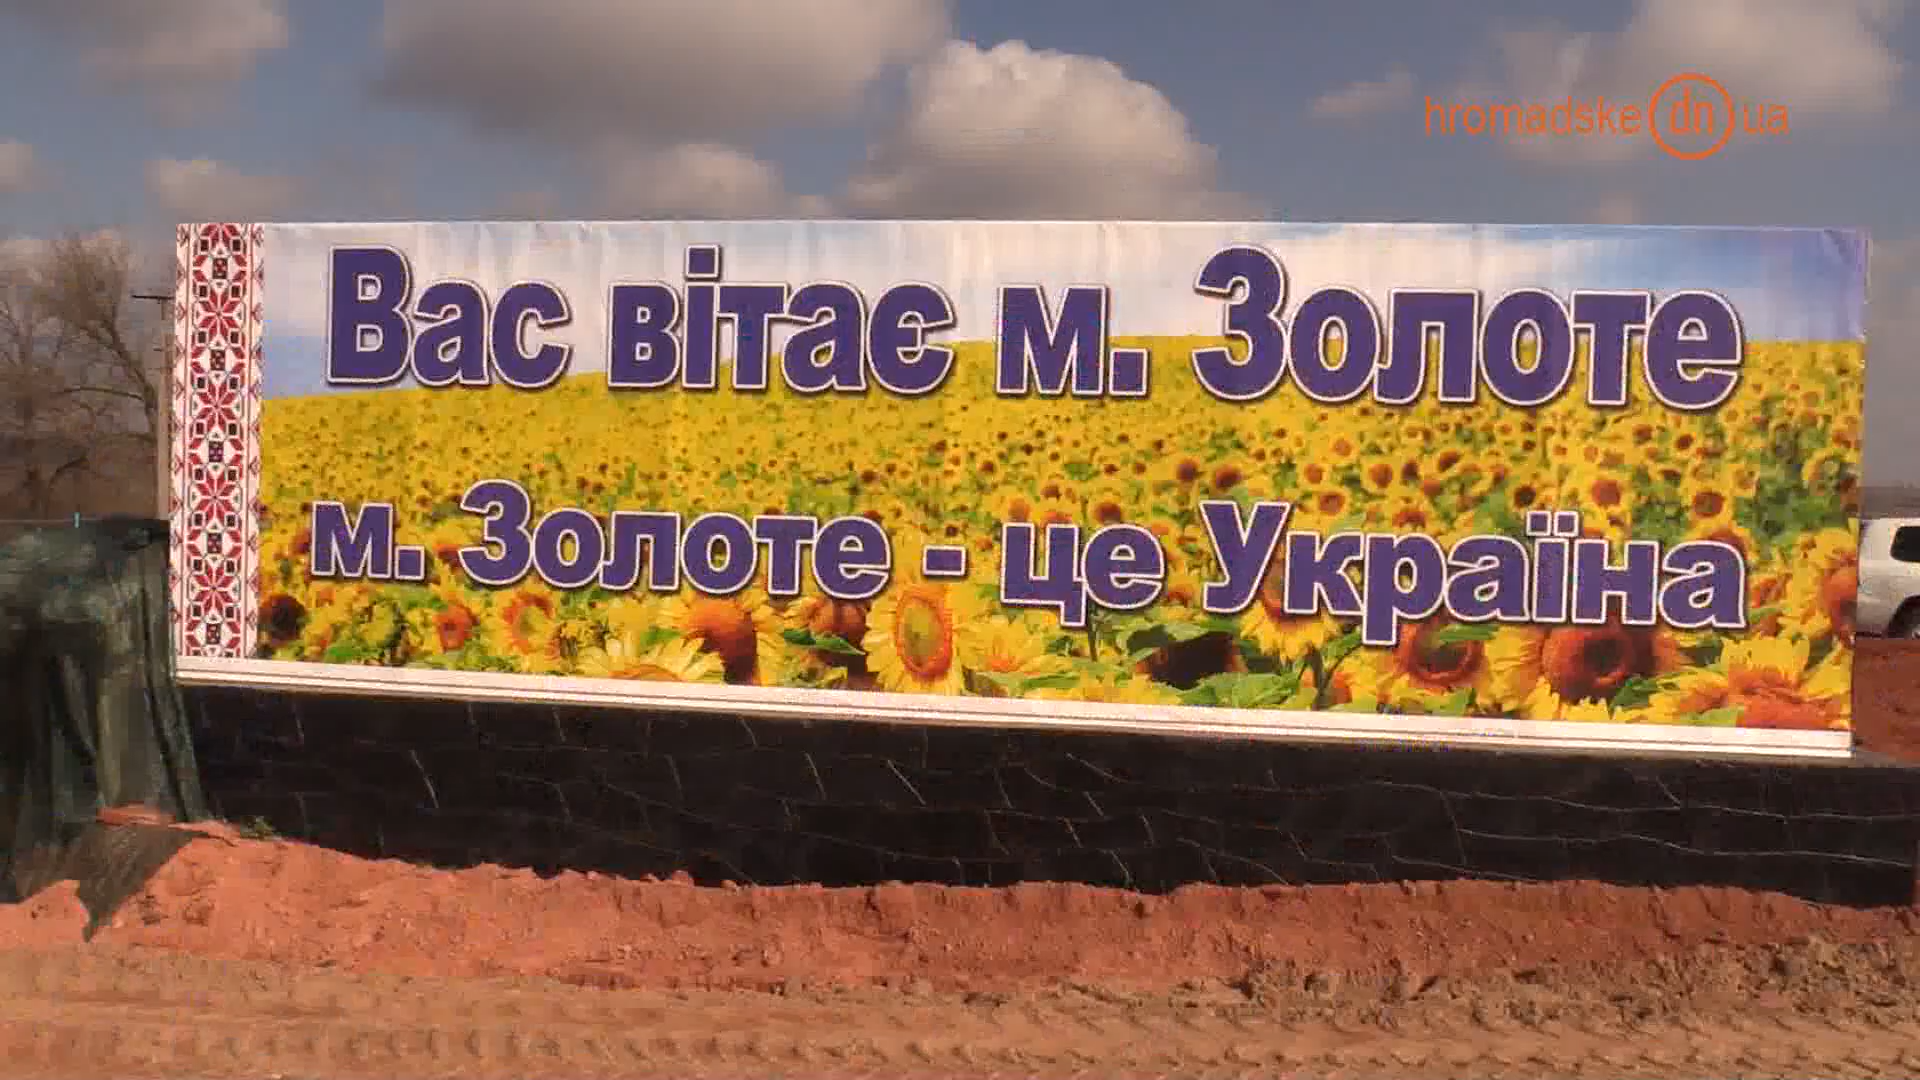 hromadske dn ua
Вас вітає м. Золоте
м. Золоте - це Україна